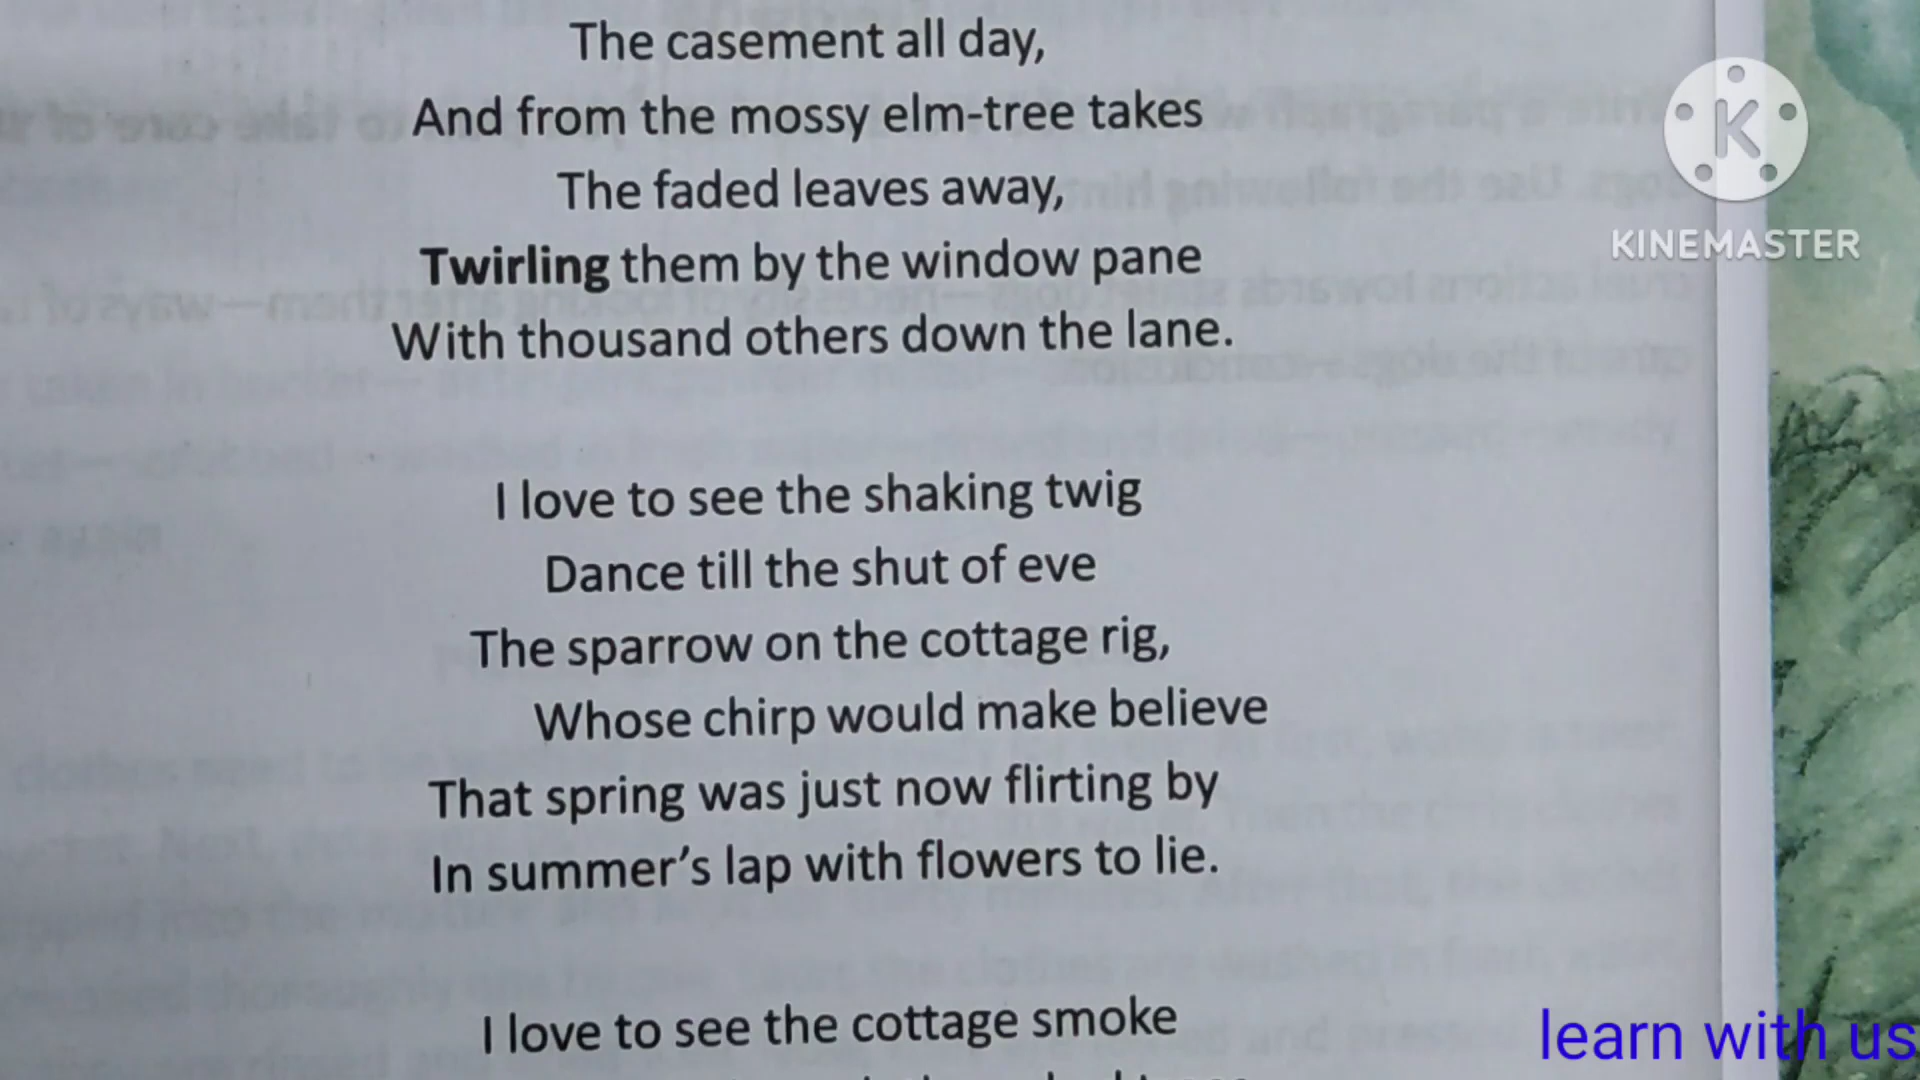 The casement all day,
And from the mossy elm-tree takes
The faded leaves away,
Twirling them by the window pane
With thousand others down the lane.
I love to see the shaking twig
Dance till the shut of eve
The sparrow on the cottage rig,
Whose chirp would make believe
That spring was just now flirting by
In summer's lap with flowers to lie.
I love to see the cottage smoke
K
KINEMASTER
learn with us